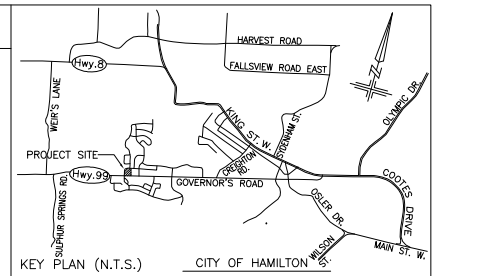 HARVEST ROAD
Hwy.8
FALLSVIEW ROAD EAST
WEIR'S LANE
KING ST. W.
SYDENHAM ST.
OLYMPIC DR.
PROJECT SITE
CREIGHTON RD.
Hwy.99
GOVERNOR'S ROAD
COOTES DRIVE
SULPHUR SPRINGS RD.
OSLER DR.
MAIN ST. W.
WILSON ST.
KEY PLAN (N.T.S.)
CITY OF HAMILTON
N